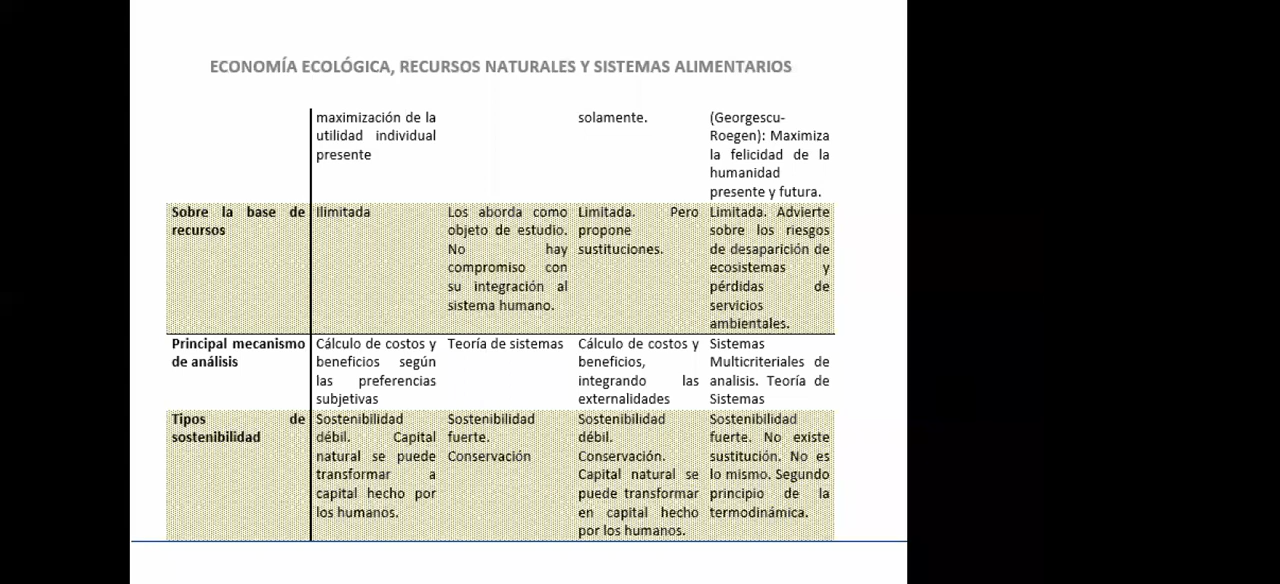 ECONOMÍA ECOLÓGICA, RECURSOS NATURALES Y SISTEMAS ALIMENTARIOS
maximización de la
utilidad individual
presente
solamente.
(Georgescu-
Roegen): Maximiza
la felicidad de la
humanidad
presente y futura.
Sobre la base de
recursos
Ilimitada
Los aborda como
objeto de estudio.
No hay
compromiso con
su integración al
sistema humano.
Limitada. Pero
propone
sustituciones.
Limitada. Advierte
sobre los riesgos
de desaparición de
ecosistemas y
pérdidas de
servicios
ambientales.
Principal mecanismo
de análisis
Cálculo de costos y
beneficios según
las preferencias
subjetivas
Teoría de sistemas
Cálculo de costos y
beneficios,
integrando las
externalidades
Sistemas
Multicriteriales de
analisis. Teoría de
Sistemas
Tipos de
sostenibilidad
Sostenibilidad
débil. Capital
natural se puede
transformar a
capital hecho por
los humanos.
Sostenibilidad
fuerte.
Conservación
Sostenibilidad
débil.
Conservación.
Capital natural se
puede transformar
en capital hecho
por los humanos.
Sostenibilidad
fuerte. No existe
sustitución. No es
lo mismo. Segundo
principio de la
termodinámica.